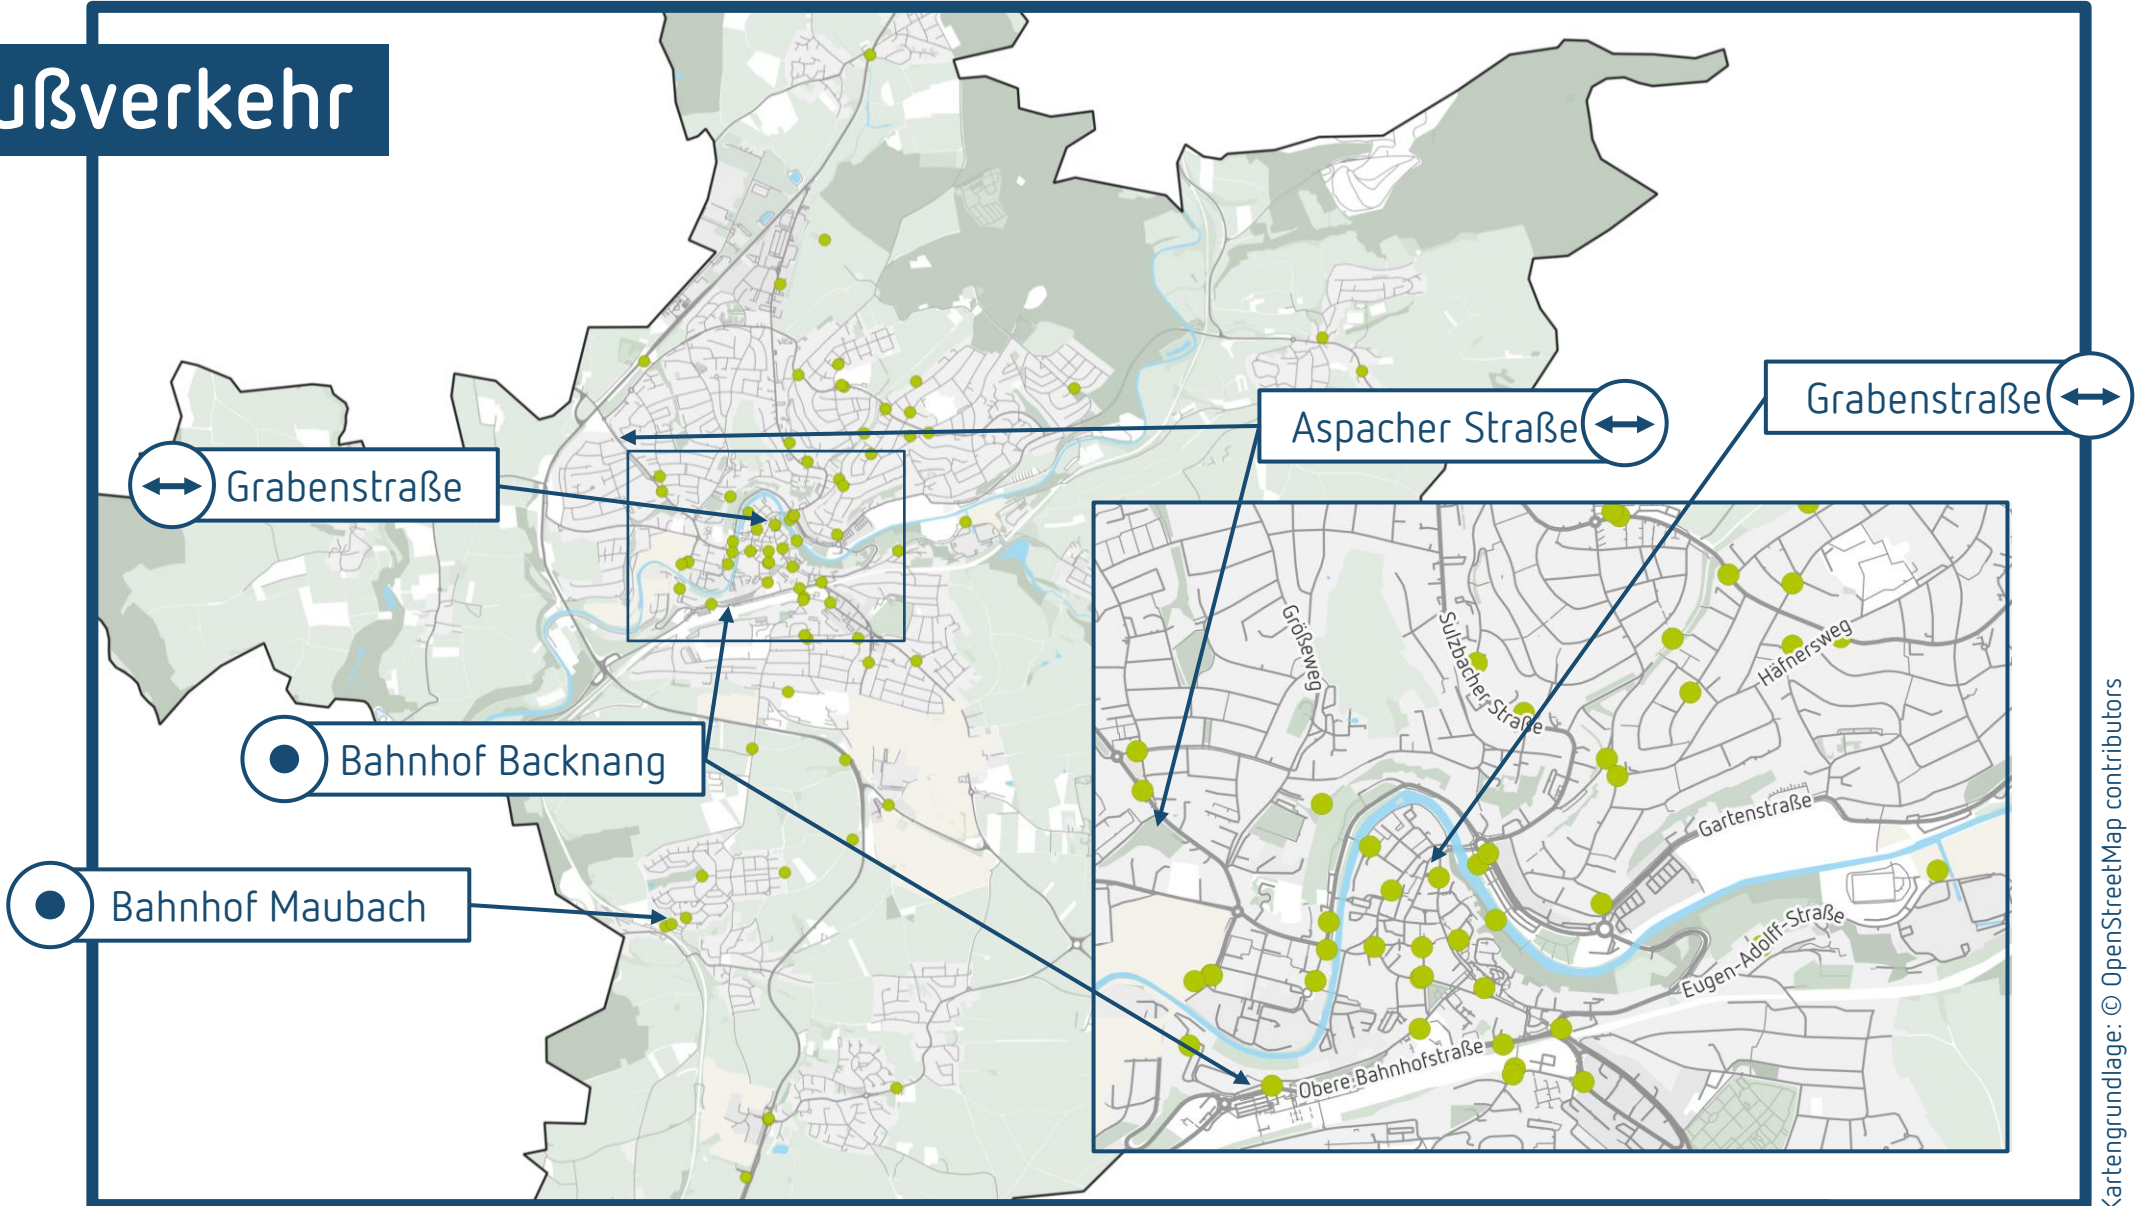 ußverkehr
Grabenstraße
Aspacher Straße
Grabenstraße
Bahnhof Backnang
Bahnhof Maubach
Größeweg
Sulzbacher Straße
Häfnersweg
Gartenstraße
Eugen-Adolff-Straße
Obere Bahnhofstraße
Kartengrundlage: © OpenStreetMap contributors